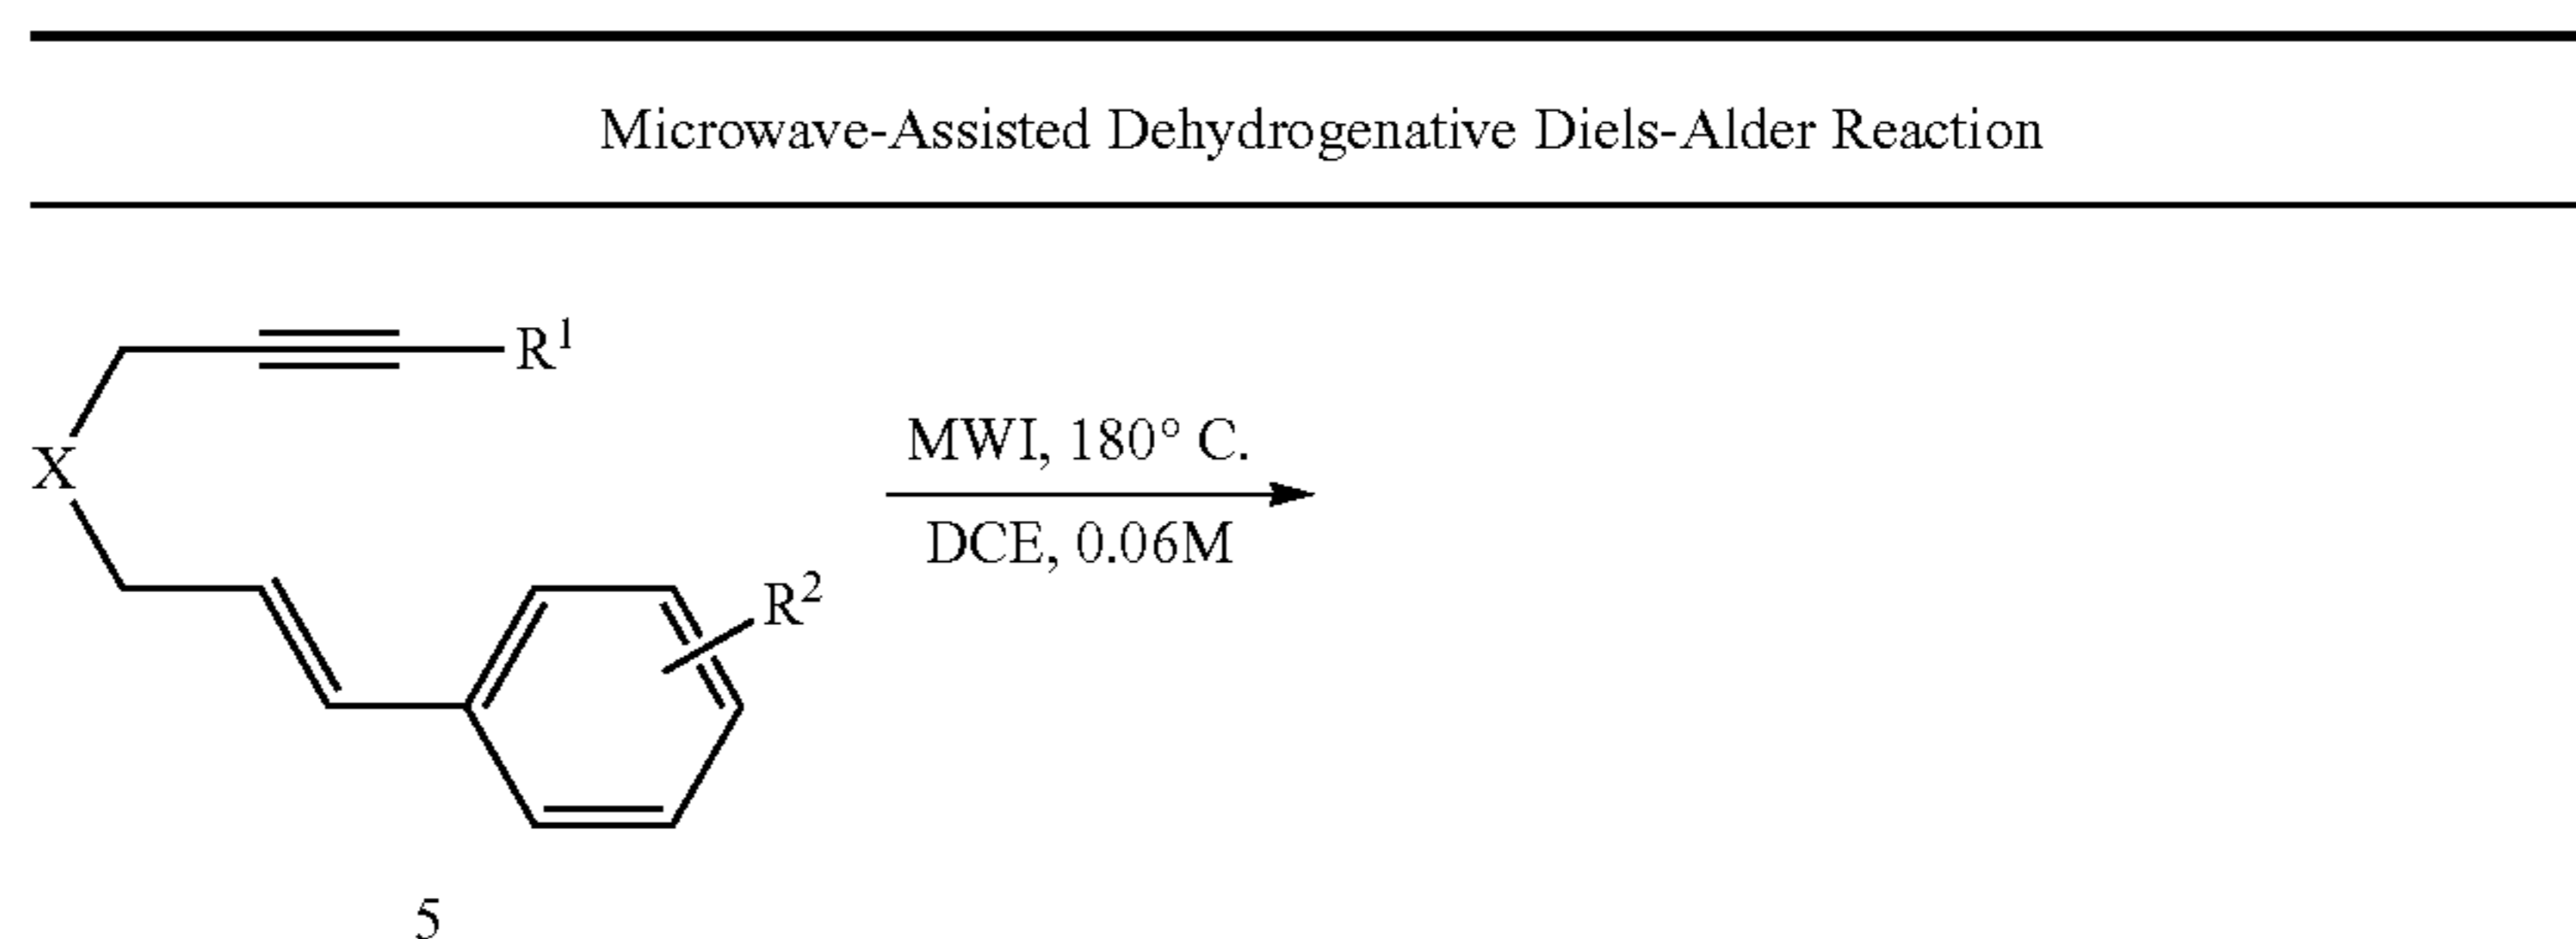 Microwave-Assisted Dehydrogenative Diels-Alder Reaction
R¹
X
MWI, 180° C.
DCE, 0.06M
R²
5